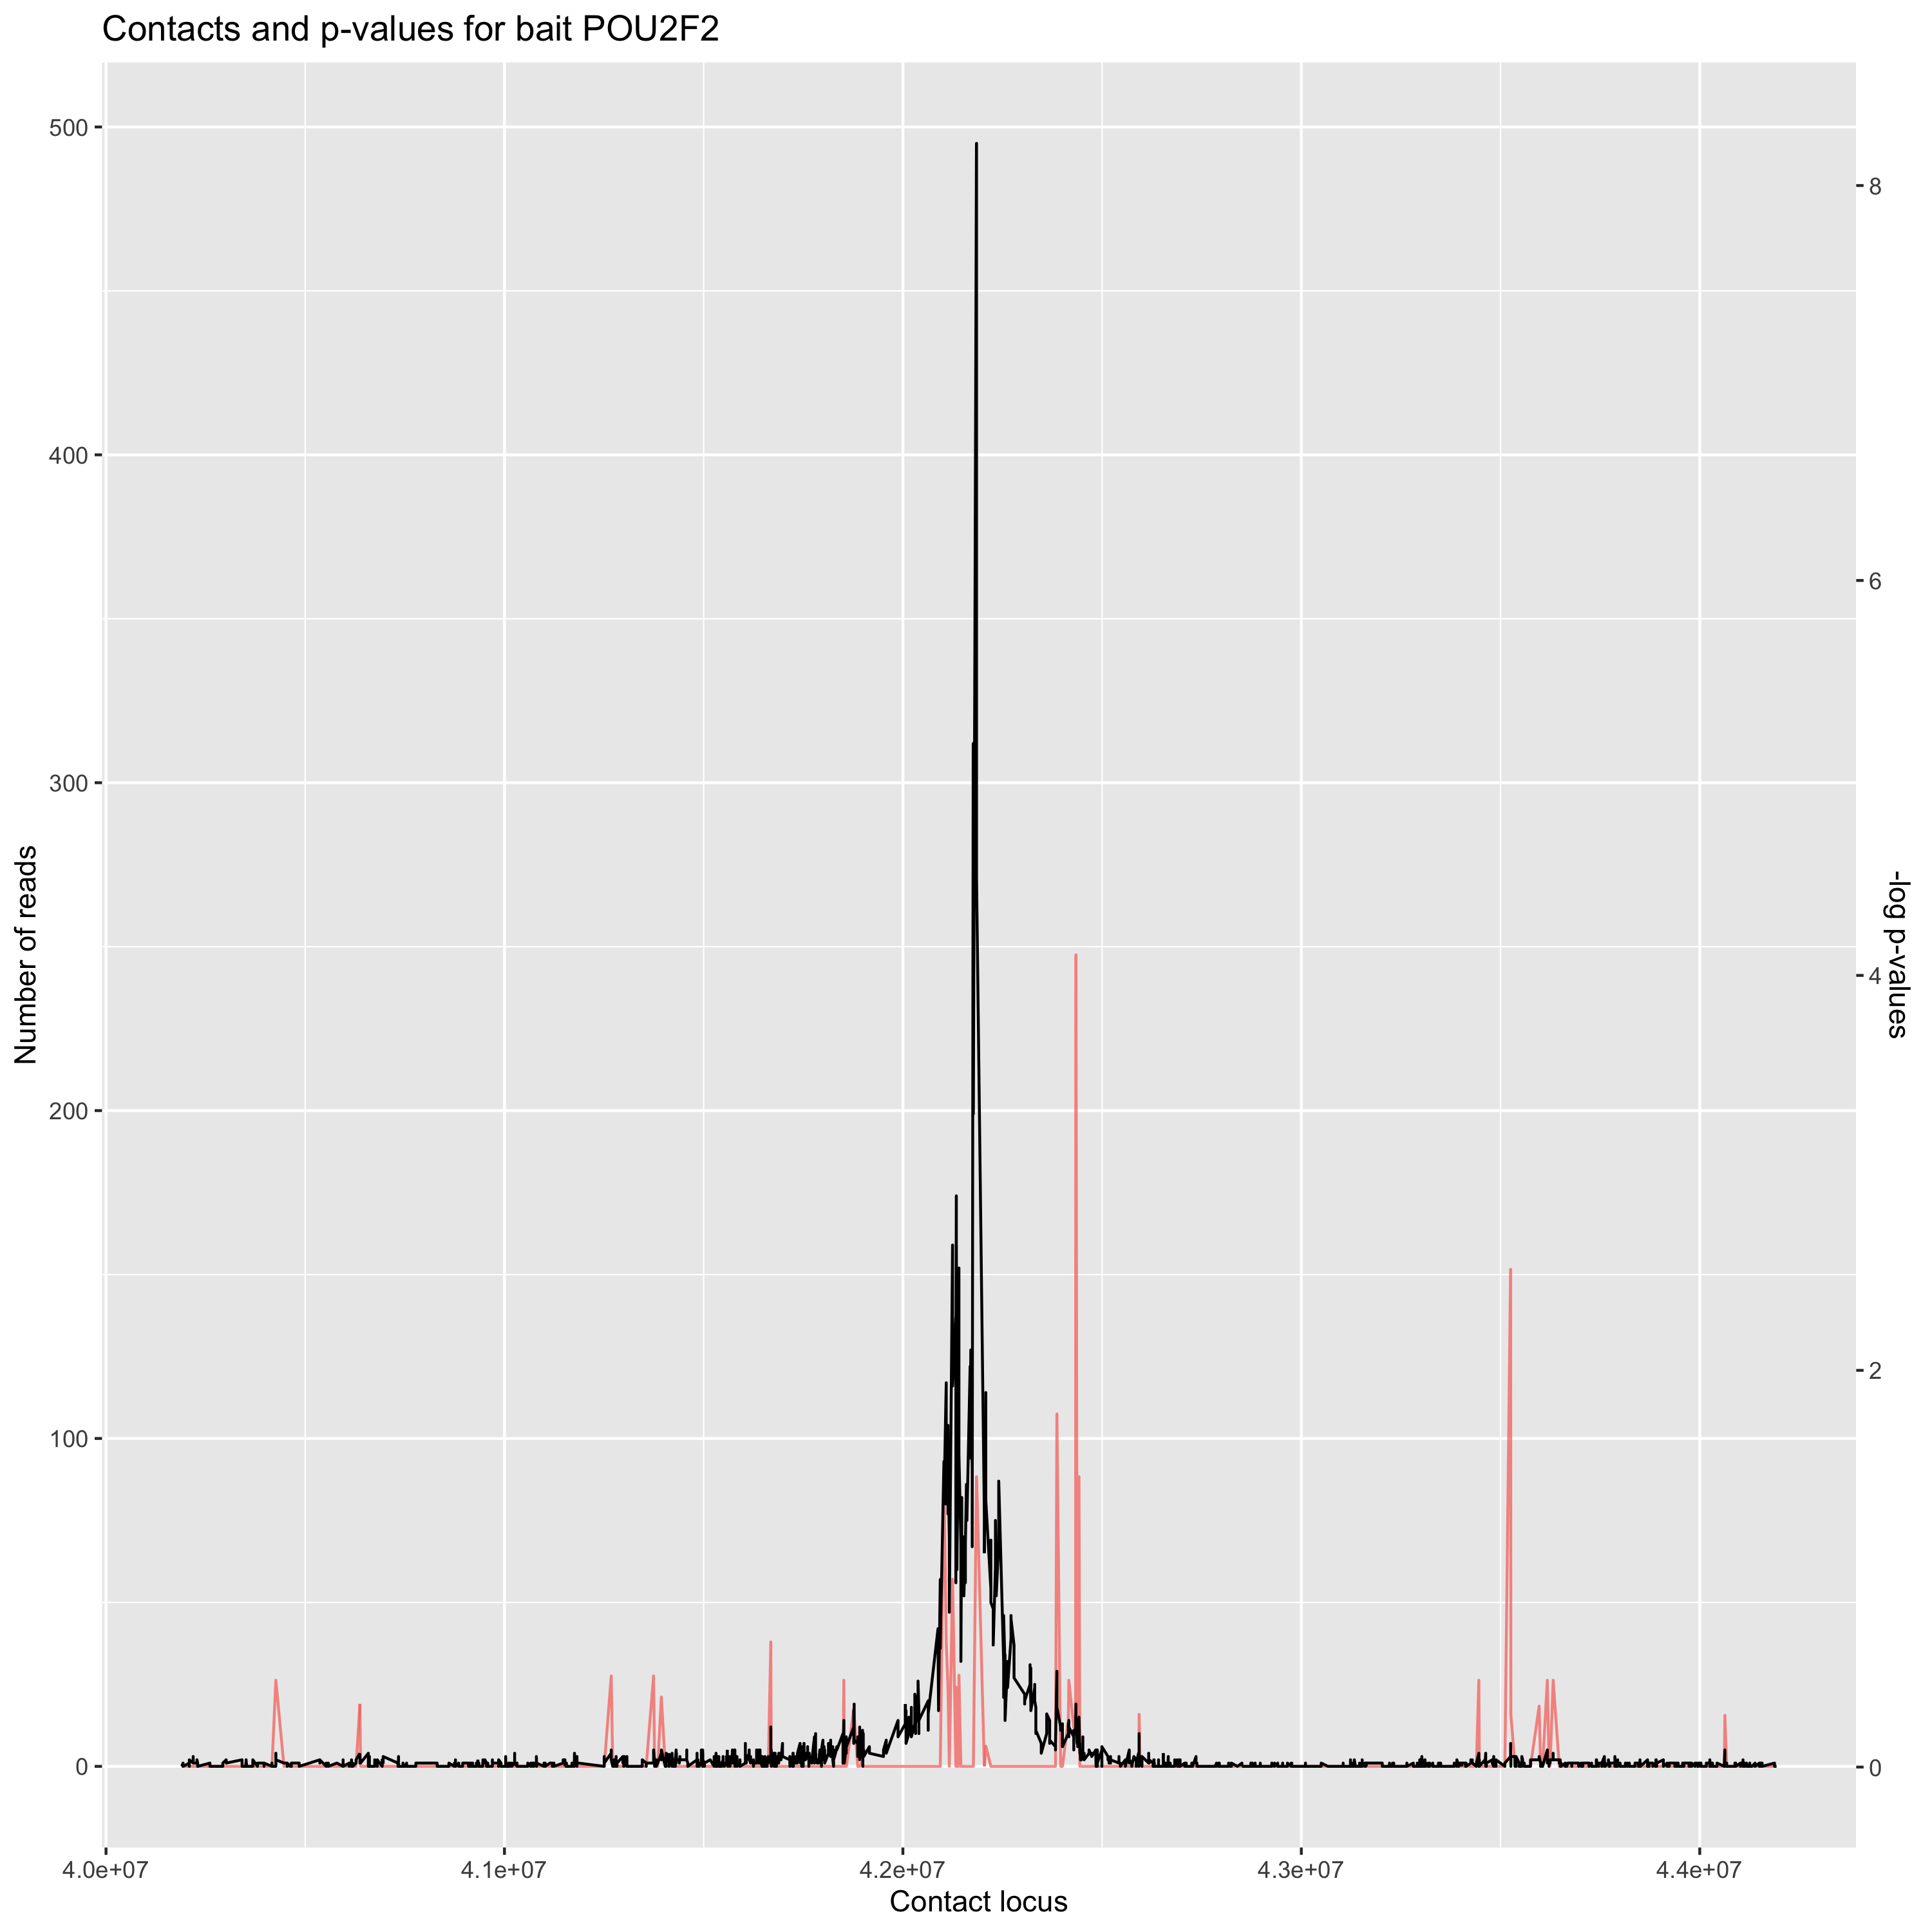 Contacts and p-values for bait POU2F2
500
400
300
200
100
0
Number of reads
8
6
4
2
0
-log p-values
4.0e+07
4.1e+07
4.2e+07
4.3e+07
4.4e+07
Contact locus